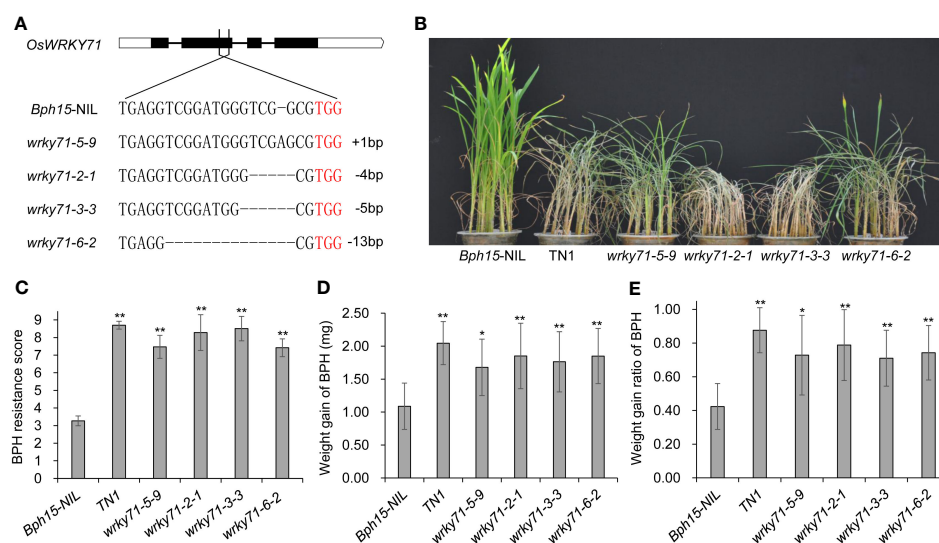 A
OsWRKY71
Bph15-NIL TGAGGTCGGATGGGTCG-GCGTGG
wrky71-5-9 TGAGGTCGGATGGGTCGAGCGTGG +1bp
wrky71-2-1 TGAGGTCGGATGGG-----CGTGG -4bp
wrky71-3-3 TGAGGTCGGATGG------CGTGG -5bp
wrky71-6-2 TGAGG--------------CGTGG -13bp
B
Bph15-NIL TN1 wrky71-5-9 wrky71-2-1 wrky71-3-3 wrky71-6-2
C
BPH resistance score
9
8
7
6
5
4
3
2
1
0
** ** ** ** **
Bph15-NIL TN1 wrky71-5-9 wrky71-2-1 wrky71-3-3 wrky71-6-2
D
Weight gain of BPH (mg)
2.50
2.00
1.50
1.00
0.50
0.00
** * ** ** **
Bph15-NIL TN1 wrky71-5-9 wrky71-2-1 wrky71-3-3 wrky71-6-2
E
Weight gain ratio of BPH
1.00
0.80
0.60
0.40
0.20
0.00
** * ** ** **
Bph15-NIL TN1 wrky71-5-9 wrky71-2-1 wrky71-3-3 wrky71-6-2